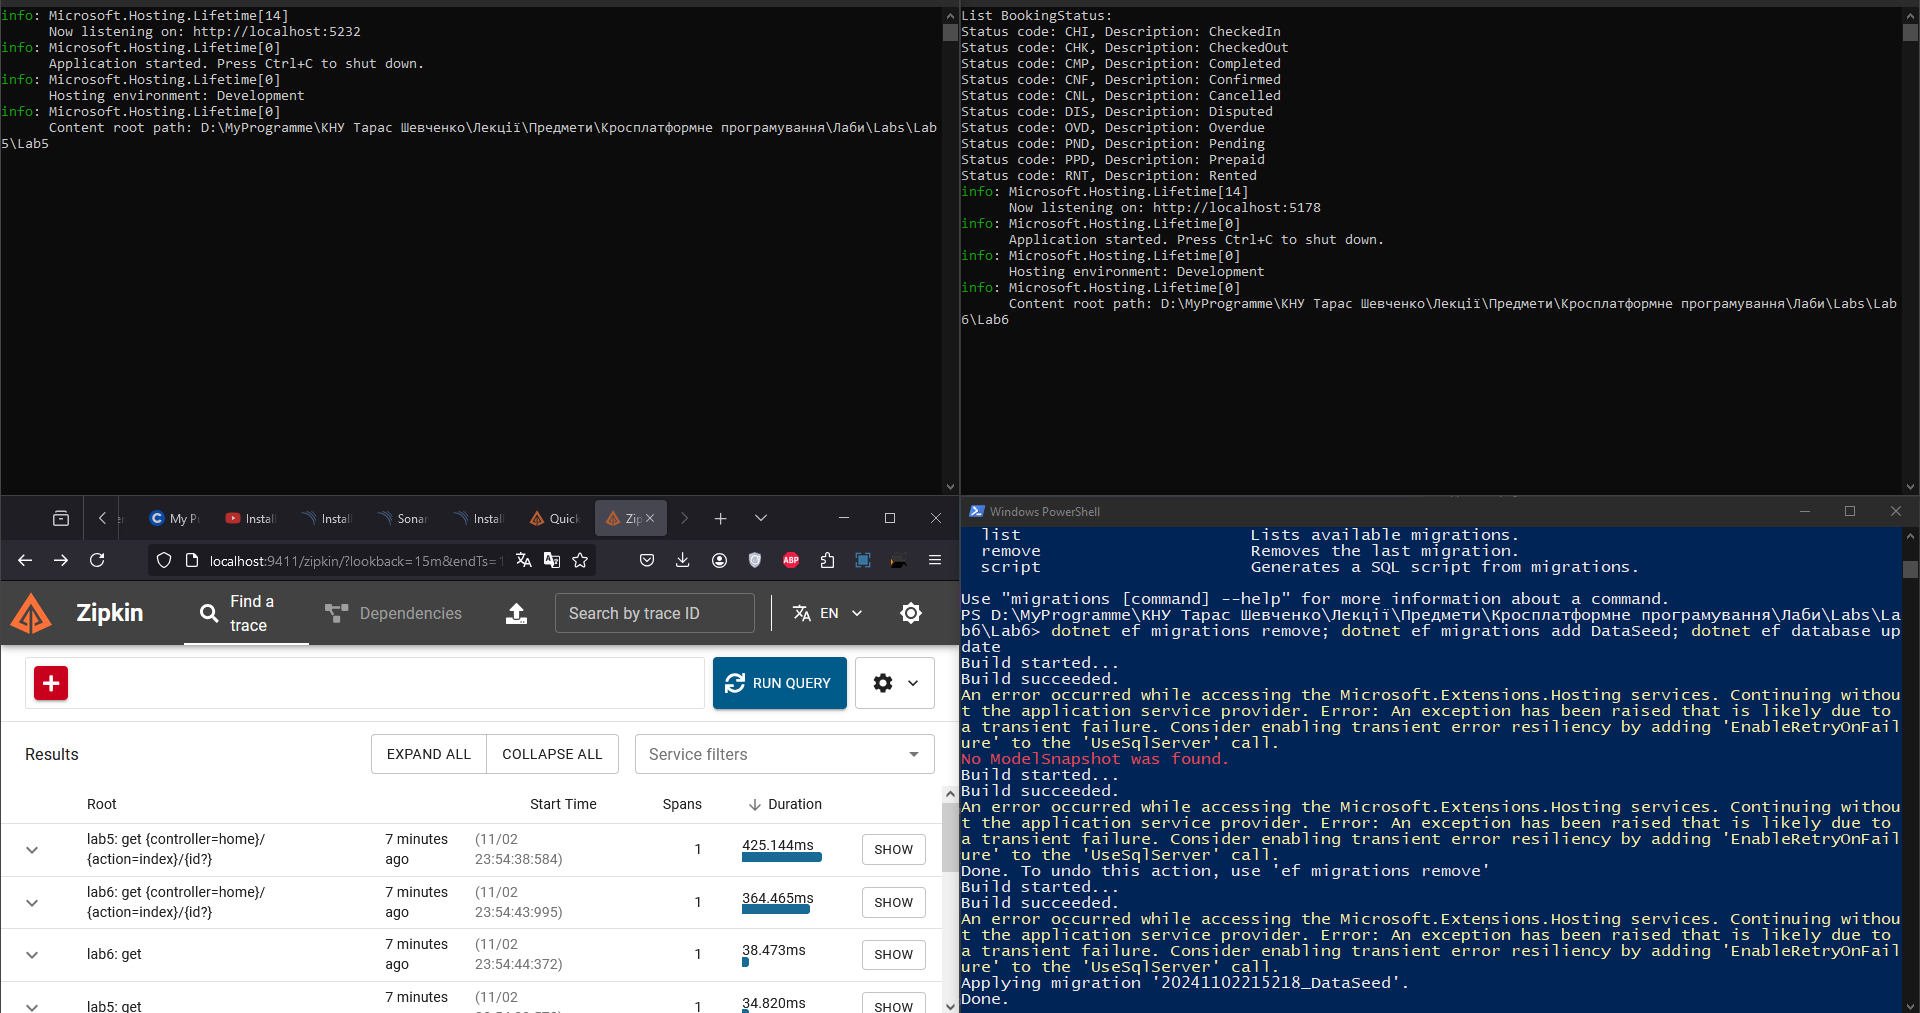 info: Microsoft.Hosting.Lifetime[14]
Now listening on: http://localhost:5232
info: Microsoft.Hosting.Lifetime[0]
Application started. Press Ctrl+C to shut down.
info: Microsoft.Hosting.Lifetime[0]
Hosting environment: Development
info: Microsoft.Hosting.Lifetime[0]
Content root path: D:\MyProgramme\КНУ Тарас Шевченко\Лекції\Предмети\Кросплатформне програмування\Лаби\Labs\Lab
5\Lab5
List BookingStatus:
Status code: CHI, Description: CheckedIn
Status code: CHK, Description: CheckedOut
Status code: CMP, Description: Completed
Status code: CNF, Description: Confirmed
Status code: CNL, Description: Cancelled
Status code: DIS, Description: Disputed
Status code: OVD, Description: Overdue
Status code: PND, Description: Pending
Status code: PPD, Description: Prepaid
Status code: RNT, Description: Rented
info: Microsoft.Hosting.Lifetime[14]
Now listening on: http://localhost:5178
info: Microsoft.Hosting.Lifetime[0]
Application started. Press Ctrl+C to shut down.
info: Microsoft.Hosting.Lifetime[0]
Hosting environment: Development
info: Microsoft.Hosting.Lifetime[0]
Content root path: D:\MyProgramme\КНУ Тарас Шевченко\Лекції\Предмети\Кросплатформне програмування\Лаби\Labs\Lab
6\Lab6
My P Instal Instal Sonar Instal Quick Zip
localhost:9411/zipkin/?lookback=15m&endTs=
ABP
Zipkin
Find a
trace
Dependencies
Search by trace ID
EN
RUN QUERY
Results
EXPAND ALL
COLLAPSE ALL
Service filters
Root Start Time Spans Duration
lab5: get {controller=home}/ 7 minutes (11/02 1 425.144ms SHOW
{action=index}/{id?} ago 23:54:38:584)
lab6: get {controller=home}/ 7 minutes (11/02 1 364.465ms SHOW
{action=index}/{id?} ago 23:54:43:995)
lab6: get 7 minutes (11/02 1 38.473ms SHOW
ago 23:54:44:372)
lab5: get 7 minutes (11/02 1 34.820ms SHOW
Windows PowerShell
list Lists available migrations.
remove Removes the last migration.
script Generates a SQL script from migrations.
Use "migrations [command] --help" for more information about a command.
PS D:\MyProgramme\КНУ Тарас Шевченко\Лекції\Предмети\Кросплатформне програмування\Лаби\Labs\La
b6\Lab6> dotnet ef migrations remove; dotnet ef migrations add DataSeed; dotnet ef database up
date
Build started...
Build succeeded.
An error occurred while accessing the Microsoft.Extensions.Hosting services. Continuing withou
t the application service provider. Error: An exception has been raised that is likely due to
a transient failure. Consider enabling transient error resiliency by adding 'EnableRetryOnFail
ure' to the 'UseSqlServer' call.
No ModelSnapshot was found.
Build started...
Build succeeded.
An error occurred while accessing the Microsoft.Extensions.Hosting services. Continuing withou
t the application service provider. Error: An exception has been raised that is likely due to
a transient failure. Consider enabling transient error resiliency by adding 'EnableRetryOnFail
ure' to the 'UseSqlServer' call.
Done. To undo this action, use 'ef migrations remove'
Build started...
Build succeeded.
An error occurred while accessing the Microsoft.Extensions.Hosting services. Continuing withou
t the application service provider. Error: An exception has been raised that is likely due to
a transient failure. Consider enabling transient error resiliency by adding 'EnableRetryOnFail
ure' to the 'UseSqlServer' call.
Applying migration '20241102215218_DataSeed'.
Done.